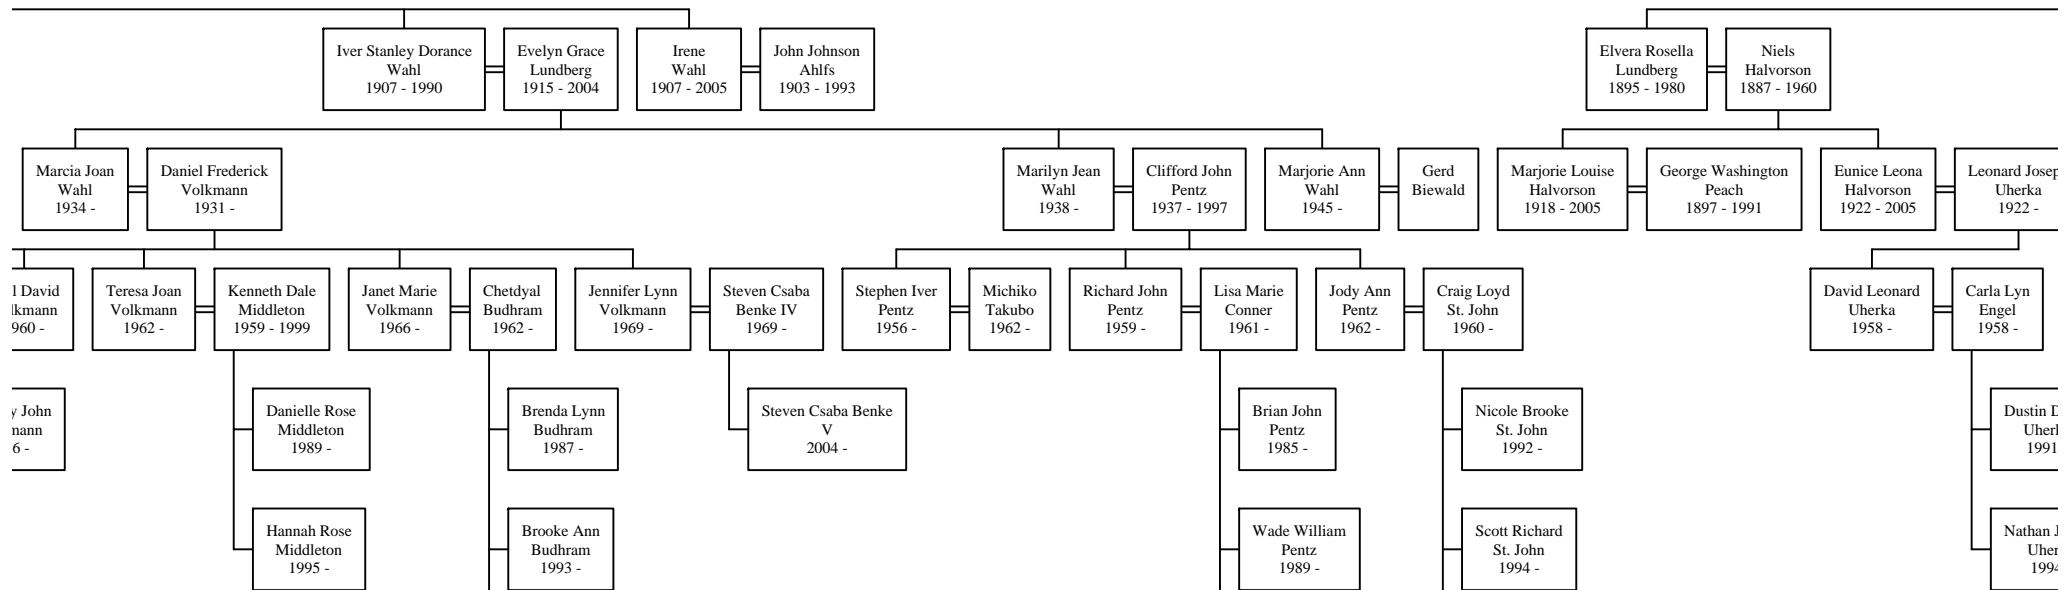 Iver Stanley Dorance
Wahl
1907 - 1990
Evelyn Grace
Lundberg
1915 - 2004
Irene
Wahl
1907 - 2005
John Johnson
Ahlfs
1903 - 1993
Elvera Rosella
Lundberg
1895 - 1980
Niels
Halvorson
1887 - 1960
Marcia Joan
Wahl
1934 -
Daniel Frederick
Volkmann
1931 -
Marilyn Jean
Wahl
1938 -
Clifford John
Pentz
1937 - 1997
Marjorie Ann
Wahl
1945 -
Gerd
Biewald
Marjorie Louise
Halvorson
1918 - 2005
George Washington
Peach
1897 - 1991
Eunice Leona
Halvorson
1922 - 2005
Leonard
Uherka
1922 -
David
Teresa Joan
Volkmann
1962 -
Kenneth Dale
Middleton
1959 - 1999
Janet Marie
Volkmann
1966 -
Chetdyal
Budhram
1962 -
Jennifer Lynn
Volkmann
1969 -
Steven Csaba
Benke IV
1969 -
Stephen Iver
Pentz
1956 -
Michiko
Takubo
1962 -
Richard John
Pentz
1959 -
Lisa Marie
Conner
1961 -
Jody Ann
Pentz
1962 -
Craig Loyd
St. John
1960 -
David Leonard
Uherka
1958 -
Carla Lyn
Engel
1958 -
John
Danielle Rose
Middleton
1989 -
Brenda Lynn
Budhram
1987 -
Steven Csaba Benke
V
2004 -
Brian John
Pentz
1985 -
Nicole Brooke
St. John
1992 -
Dustin
1991
Hannah Rose
Middleton
1995 -
Brooke Ann
Budhram
1993 -
Wade William
Pentz
1989 -
Scott Richard
St. John
1994 -
Nathan
1994